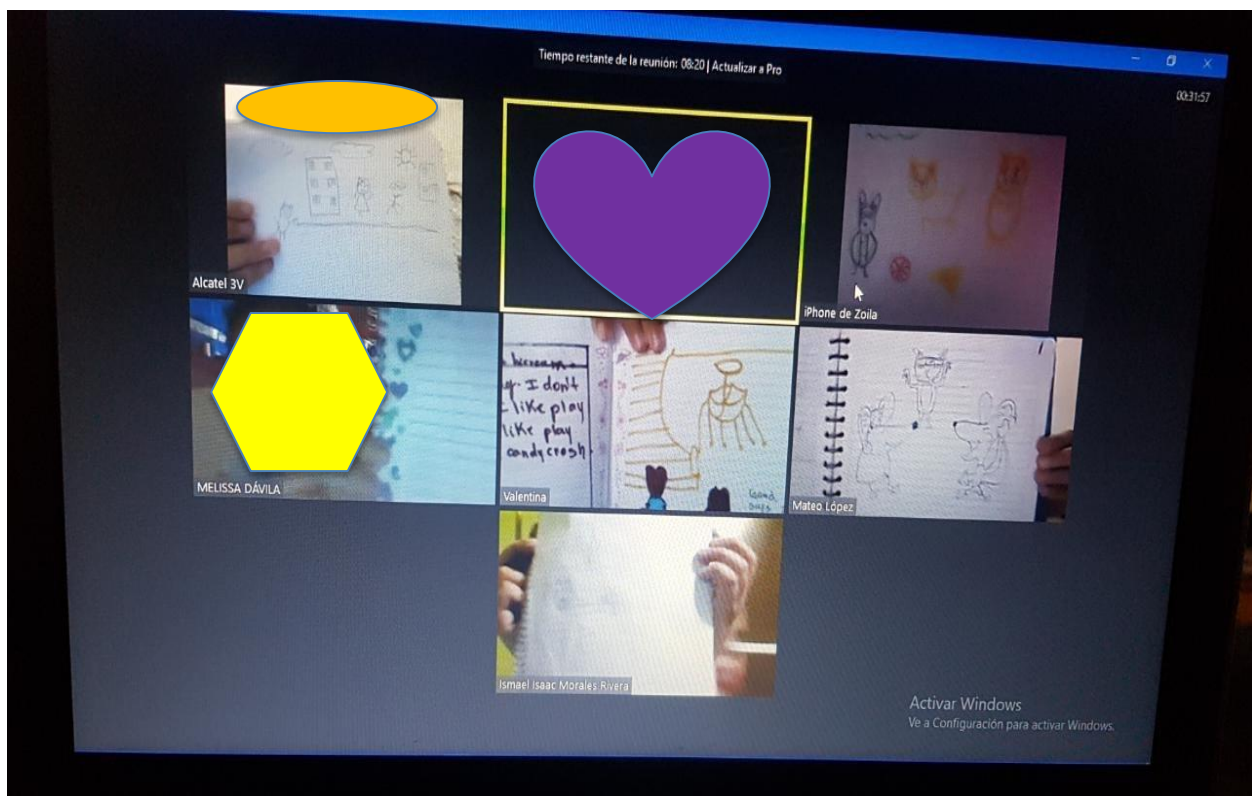 Tiempo restante de la reunión: 08:20 | Actualizar a Pro
00:31:57
Alcatel 3V
iPhone de Zoila
MELISSA DÁVILA
I don't
like play
like play
candy crash
Valentina
Mateo López
Ismael Isaac Morales Rivera
Activar Windows
Ve a Configuración para activar Windows.